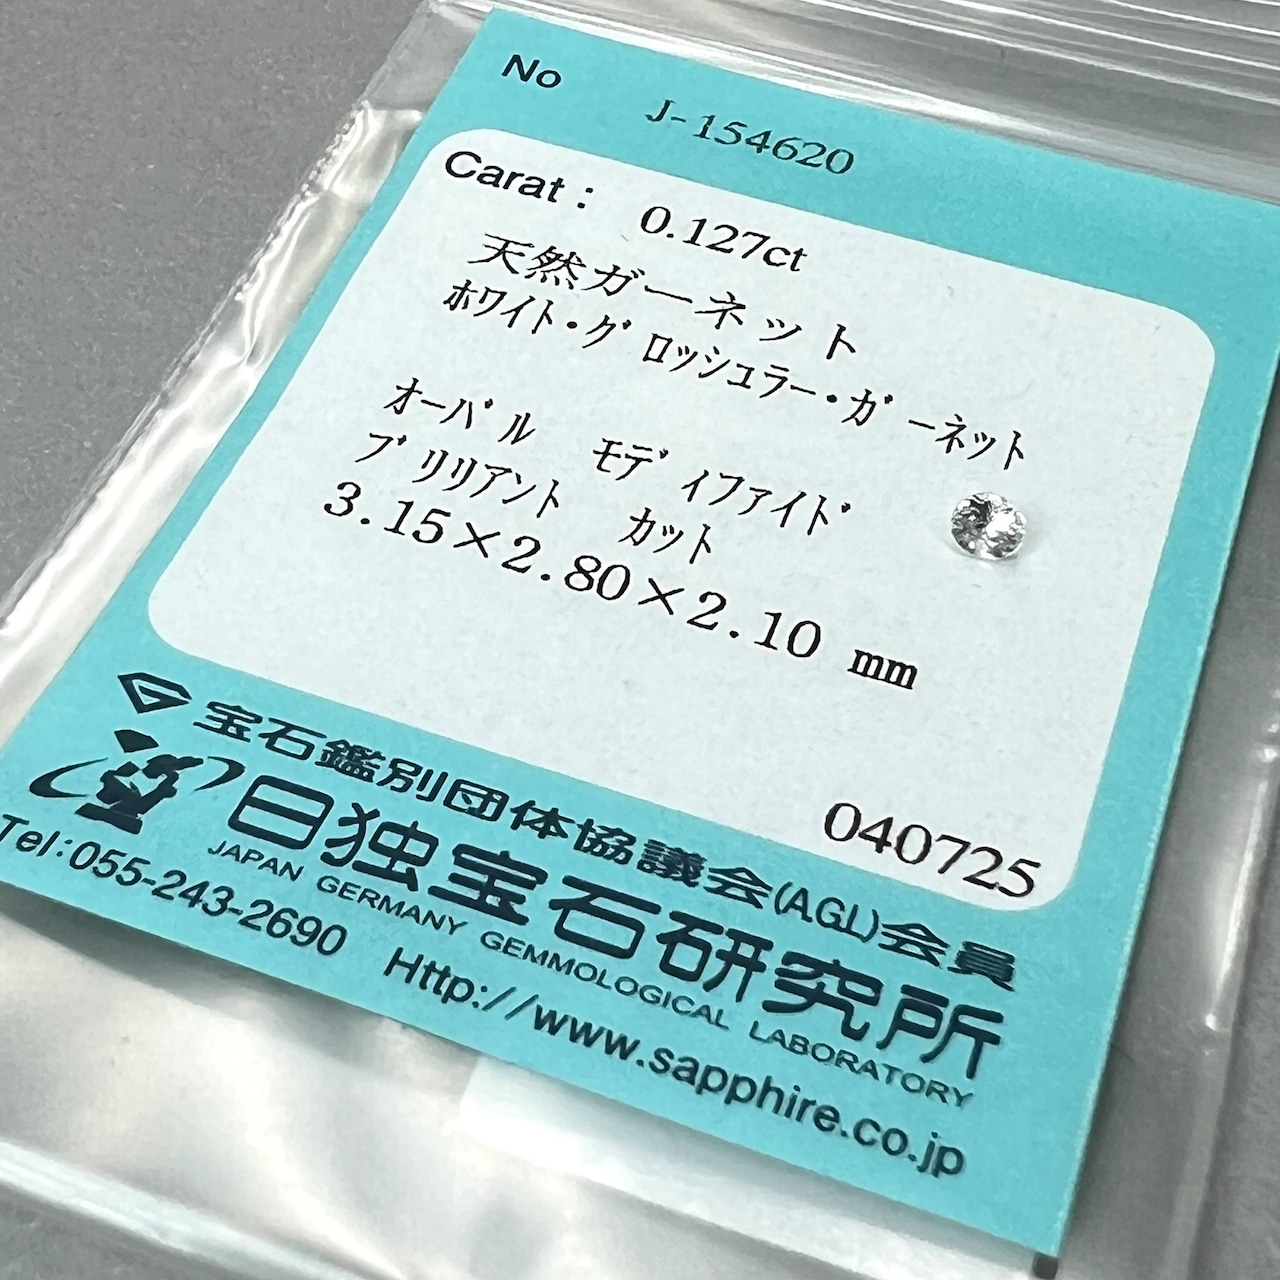 No J-154620
Carat: 0.127ct
天然ガーネット
ﾎﾜｲﾄ･ｸﾞﾛｯｼｭﾗｰ･ｶﾞｰﾈｯﾄ
ｵｰﾊﾞﾙ ﾓﾃﾞｨﾌｧｲﾄﾞ
ﾌﾞﾘﾘｱﾝﾄ ｶｯﾄ
3.15×2.80×2.10 mm
040725
宝石鑑別団体協議会(AGL)会員
日独宝石研究所
JAPAN GERMANY GEMMOLOGICAL LABORATORY
Tel:055-243-2690 Http://www.sapphire.co.jp